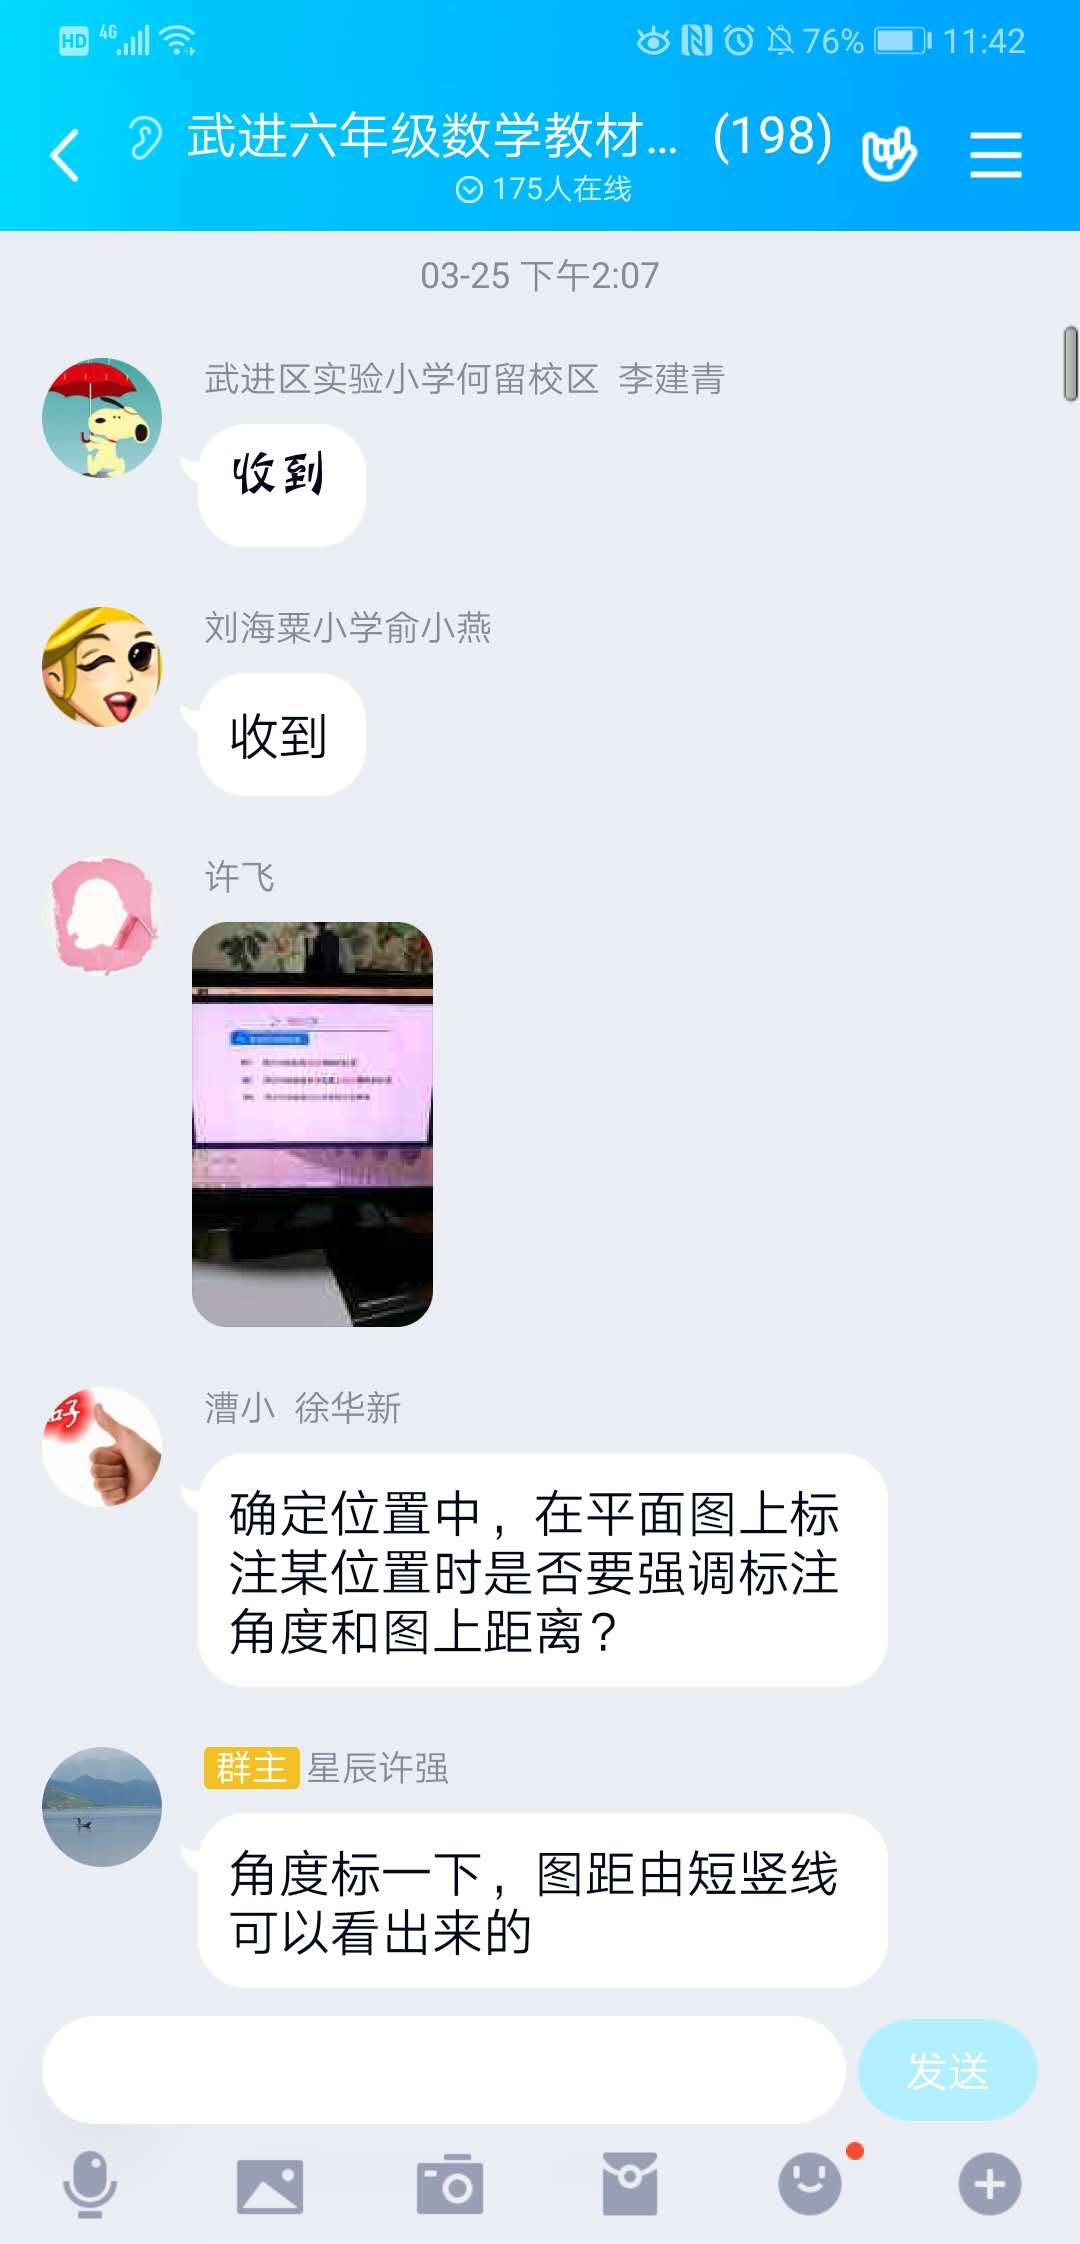 HD 4G 76% 11:42
武进六年级数学教材... (198)
175人在线
03-25 下午2:07
武进区实验小学何留校区 李建青
收到
刘海粟小学俞小燕
收到
许飞
漕小 徐华新
好
确定位置中，在平面图上标
注某位置时是否要强调标注
角度和图上距离？
群主 星辰许强
角度标一下，图距由短竖线
可以看出来的
发送